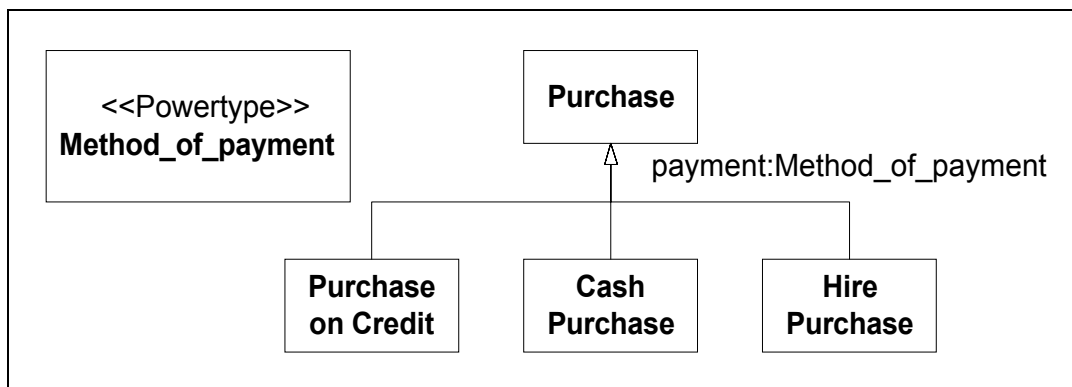 <<Powertype>>
Method_of_payment
Purchase
payment:Method_of_payment
Purchase
on Credit
Cash
Purchase
Hire
Purchase